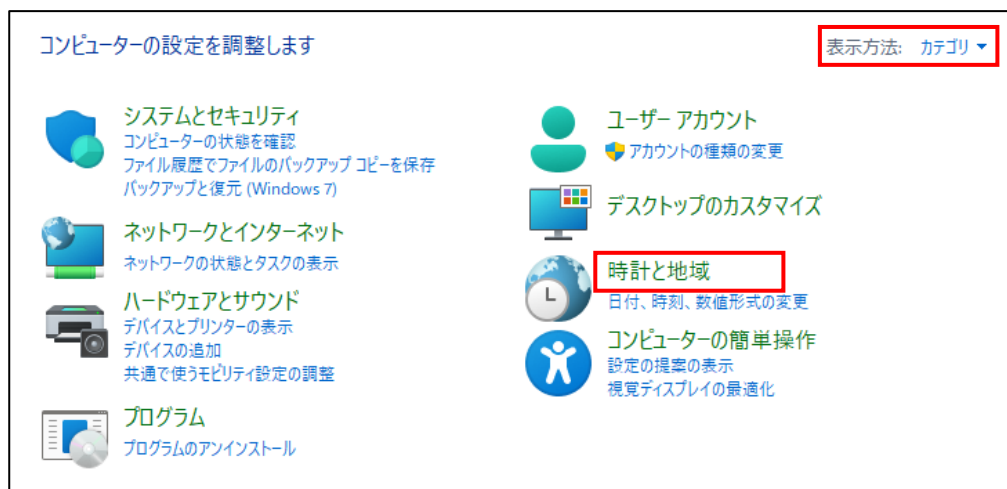 コンピューターの設定を調整します
表示方法: カテゴリ
システムとセキュリティ
コンピューターの状態を確認
ファイル履歴でファイルのバックアップ コピーを保存
バックアップと復元 (Windows 7)
ネットワークとインターネット
ネットワークの状態とタスクの表示
ハードウェアとサウンド
デバイスとプリンターの表示
デバイスの追加
共通で使うモビリティ設定の調整
プログラム
プログラムのアンインストール
ユーザー アカウント
アカウントの種類の変更
デスクトップのカスタマイズ
時計と地域
日付、時刻、数値形式の変更
コンピューターの簡単操作
設定の提案の表示
視覚ディスプレイの最適化